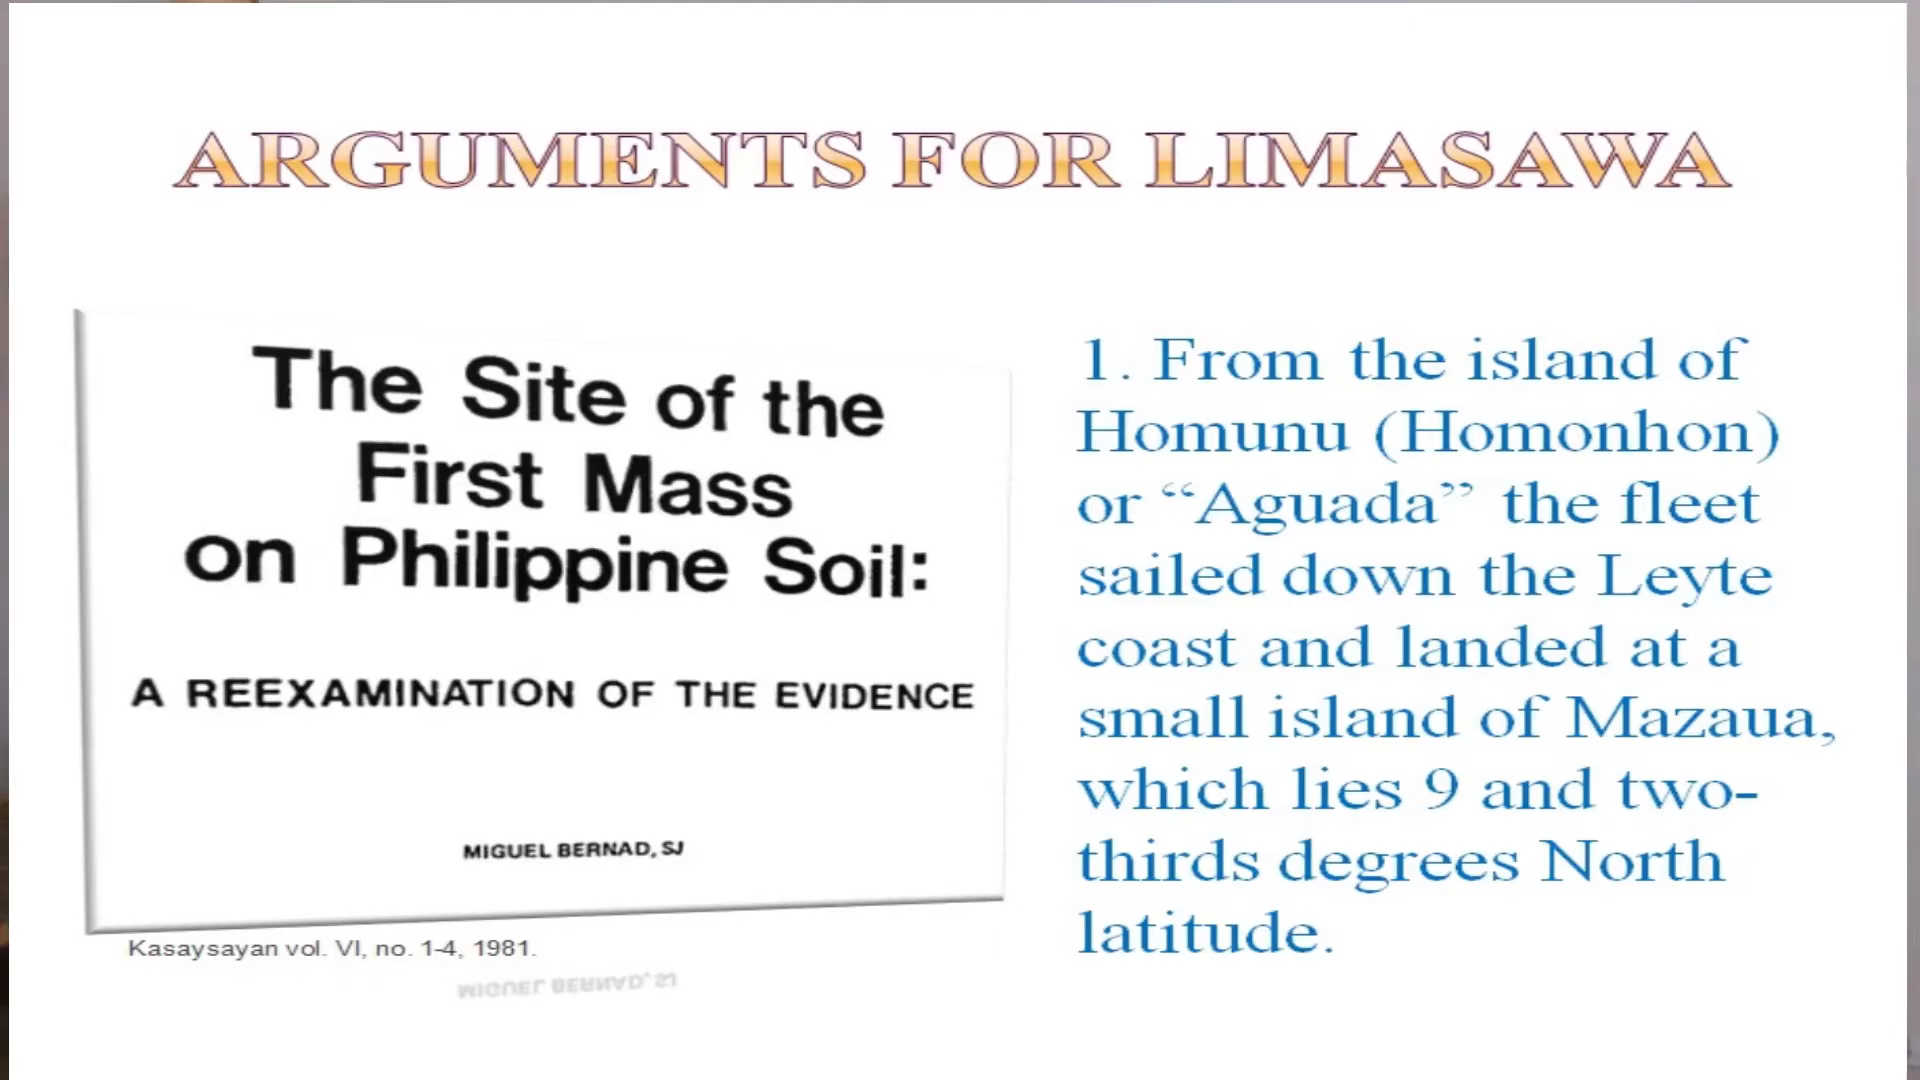 ARGUMENTS FOR LIMASAWA
The Site of the
First Mass
on Philippine Soil:
A REEXAMINATION OF THE EVIDENCE
MIGUEL BERNAD, SJ
Kasaysayan vol. VI, no. 1-4, 1981.
MIGUEL BERNAD, SJ
1. From the island of
Homunu (Homonhon)
or “Aguada” the fleet
sailed down the Leyte
coast and landed at a
small island of Mazaua,
which lies 9 and two-
thirds degrees North
latitude.